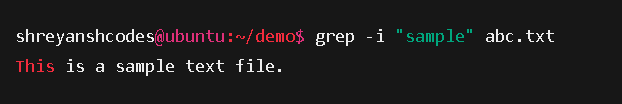 shreyanshcodes@ubuntu:~/demo$ grep -i "sample" abc.txt
This is a sample text file.